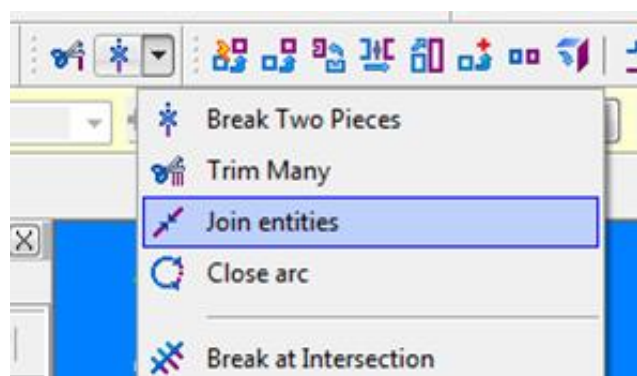 Break Two Pieces
Trim Many
Join entities
Close arc
Break at Intersection